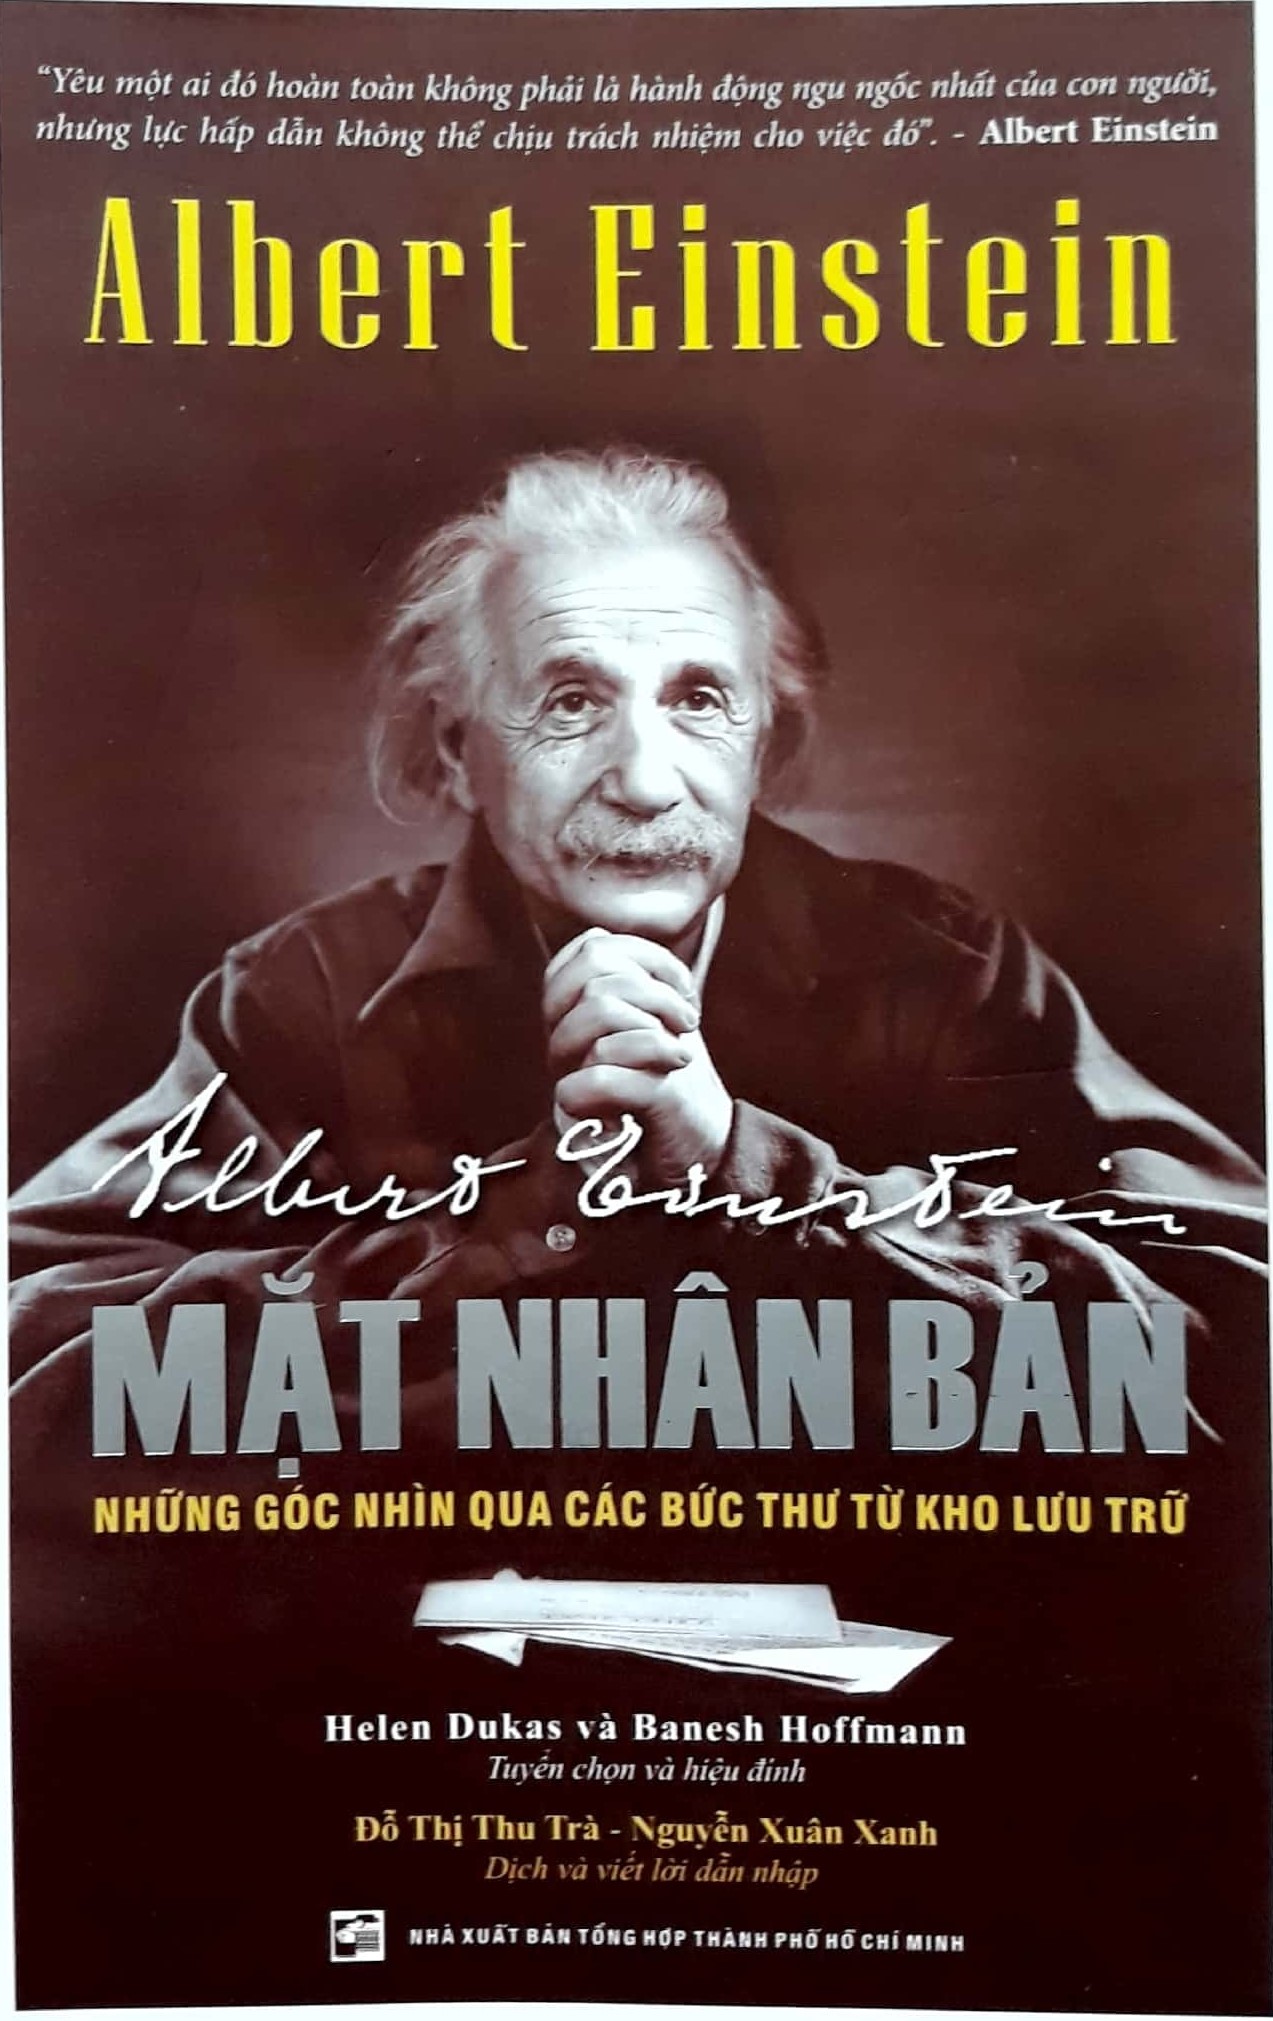 “Yêu một ai đó hoàn toàn không phải là hành động ngu ngốc nhất của con người,
nhưng lực hấp dẫn không thể chịu trách nhiệm cho việc đó”. - Albert Einstein
Albert Einstein
Albert Einstein
MẶT NHÂN BẢN
NHỮNG GÓC NHÌN QUA CÁC BỨC THƯ TỪ KHO LƯU TRỮ
Helen Dukas và Banesh Hoffmann
Tuyển chọn và hiệu đính
Đỗ Thị Thu Trà - Nguyễn Xuân Xanh
Dịch và viết lời dẫn nhập
NHÀ XUẤT BẢN TỔNG HỢP THÀNH PHỐ HỒ CHÍ MINH